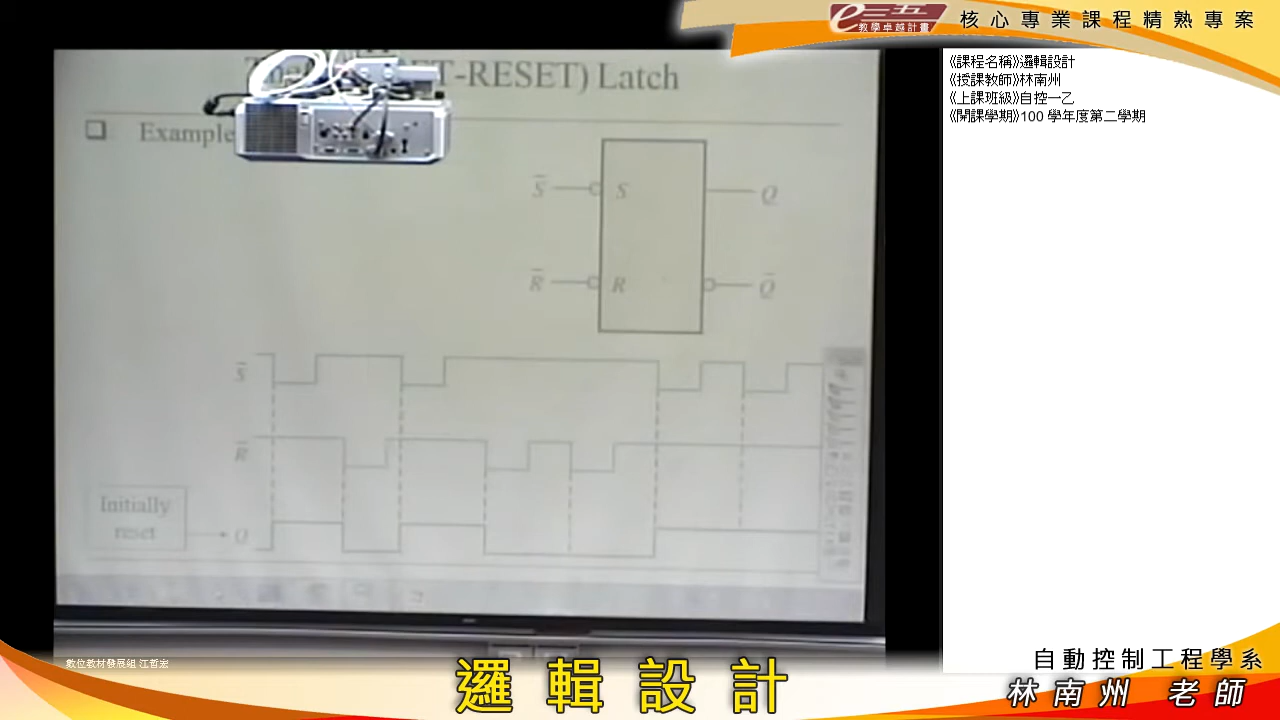 e三五
教學卓越計畫
核心專業課程精熟專案
《課程名稱》邏輯設計
《授課教師》林南州
《上課班級》自控一乙
《開課學期》100 學年度第二學期
ET-RESET) Latch
Example
S̅
S
Q
R̅
R
Q̅
S̅
R̅
Initially
reset
Q
數位教材發展組 江哲宏
邏輯設計
自動控制工程學系
林南州 老師